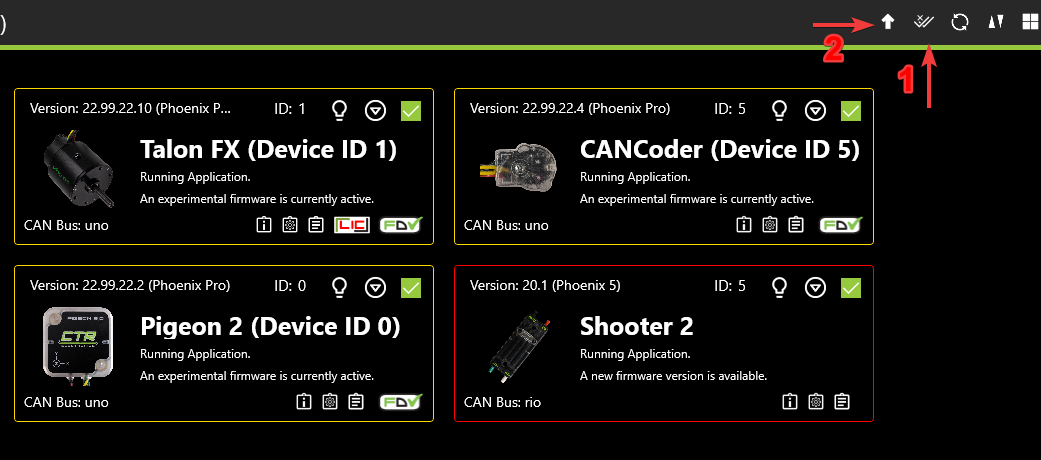 )
2
1
Version: 22.99.22.10 (Phoenix P...
ID: 1
Talon FX (Device ID 1)
Running Application.
An experimental firmware is currently active.
CAN Bus: uno
LIC
FDV
Version: 22.99.22.4 (Phoenix Pro)
ID: 5
CANCoder (Device ID 5)
Running Application.
An experimental firmware is currently active.
CAN Bus: uno
FDV
Version: 22.99.22.2 (Phoenix Pro)
ID: 0
PIGEON 2.0
CTR
Pigeon 2 (Device ID 0)
Running Application.
An experimental firmware is currently active.
CAN Bus: uno
FDV
Version: 20.1 (Phoenix 5)
ID: 5
Shooter 2
Running Application.
A new firmware version is available.
CAN Bus: rio